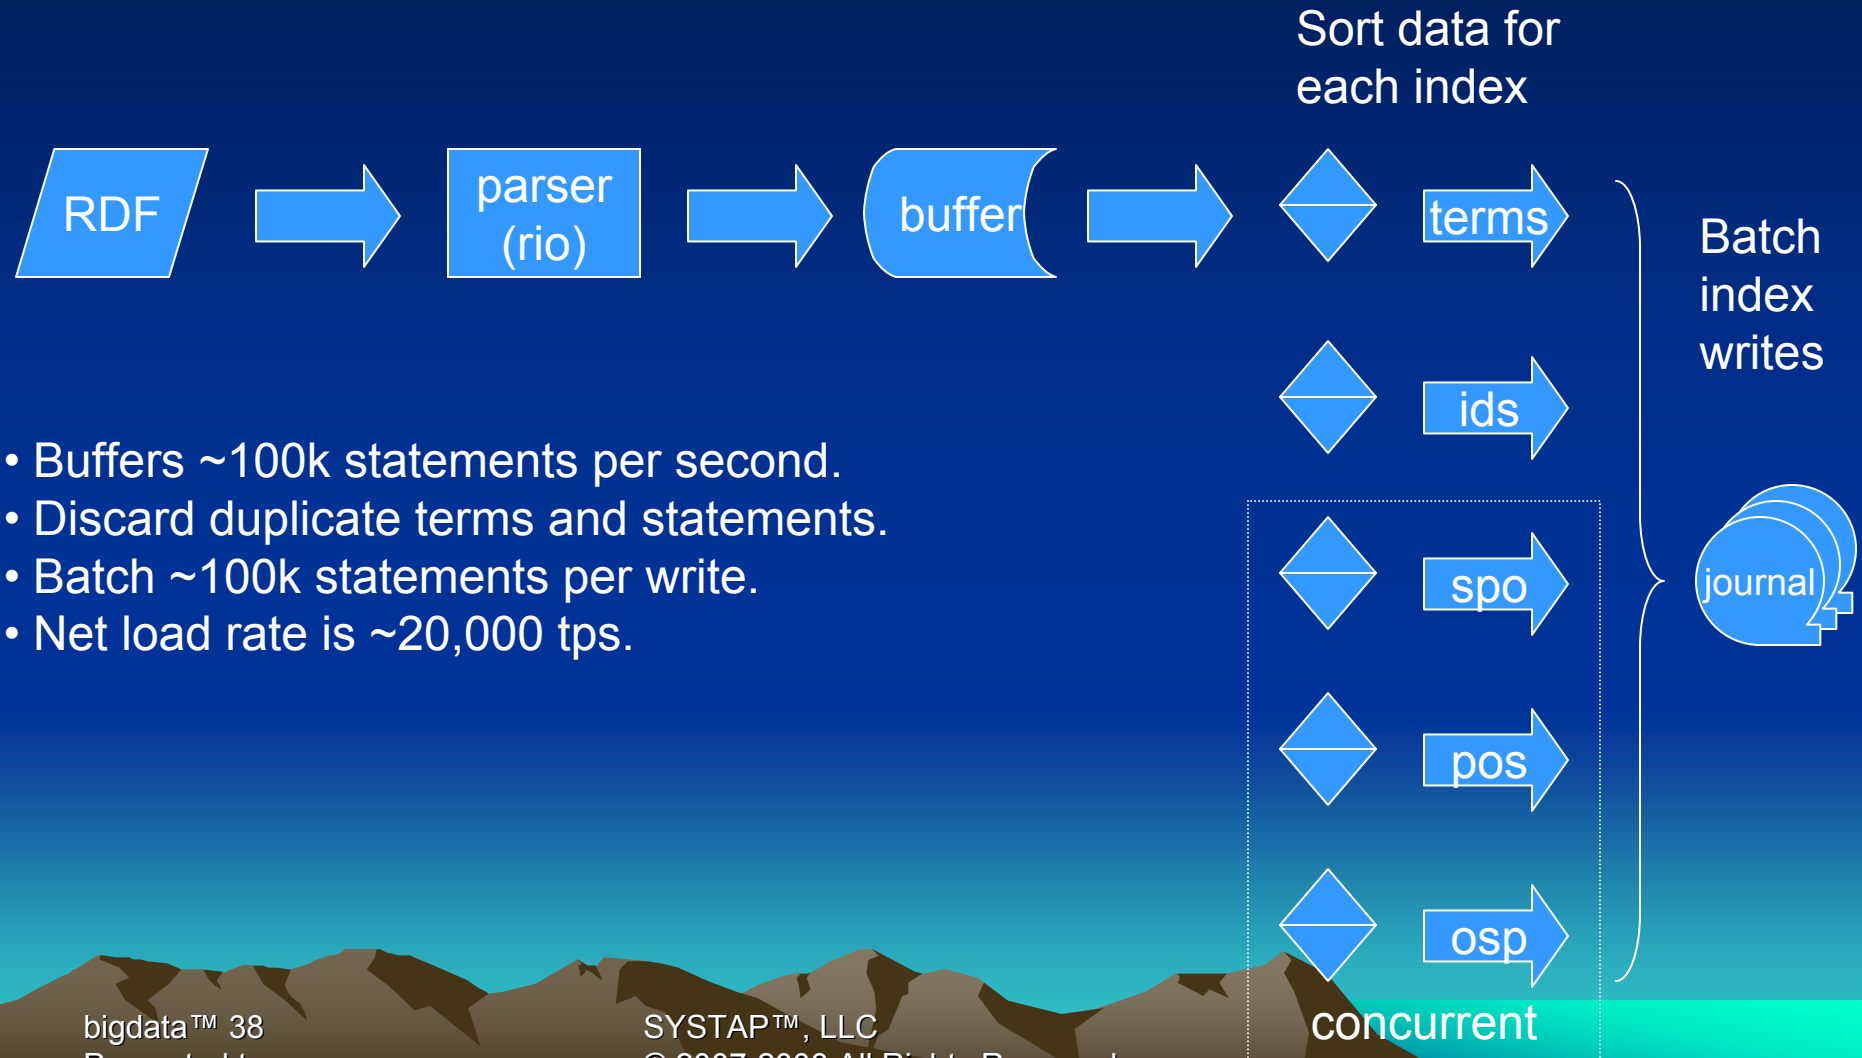 Sort data for
each index
RDF
parser
(rio)
buffer
terms
Batch
index
writes
ids
• Buffers ~100k statements per second.
• Discard duplicate terms and statements.
• Batch ~100k statements per write.
• Net load rate is ~20,000 tps.
spo
journal
pos
osp
concurrent
bigdata™ 38
SYSTAP™, LLC
All Rights